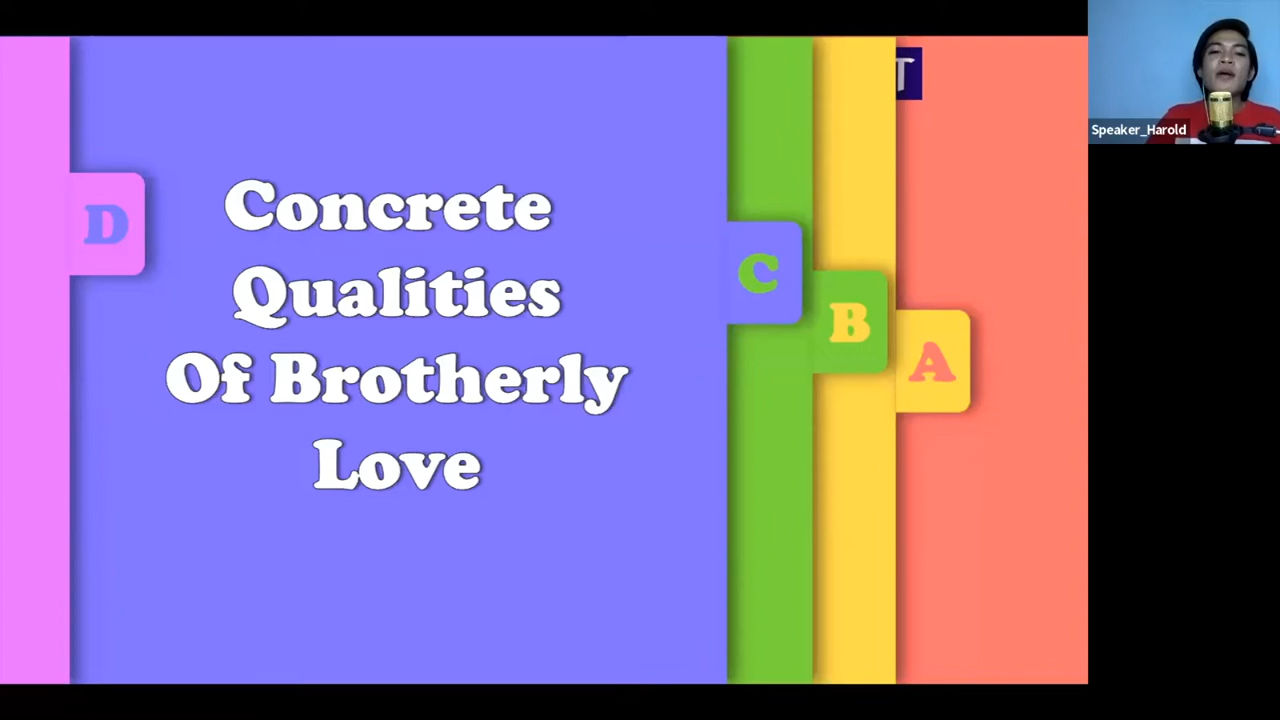 Concrete
Qualities
Of Brotherly
Love
D
C
B
A
T
Speaker_Harold